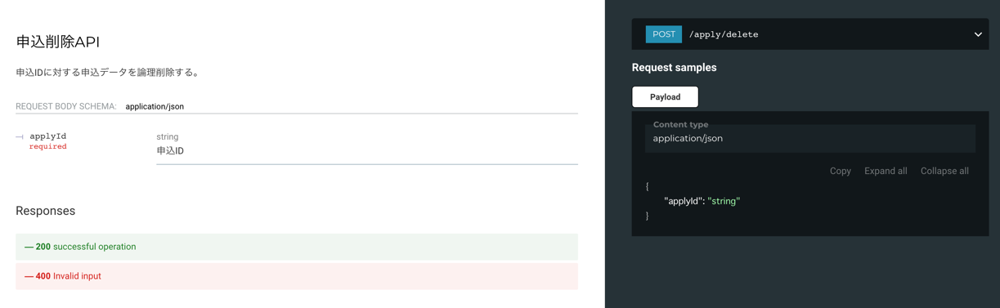 申込削除API
申込IDに対する申込データを論理削除する。
REQUEST BODY SCHEMA: application/json
applyId
required
string
申込ID
Responses
— 200 successful operation
— 400 Invalid input
POST /apply/delete
Request samples
Payload
Content type
application/json
Copy Expand all Collapse all
{
"applyId": "string"
}